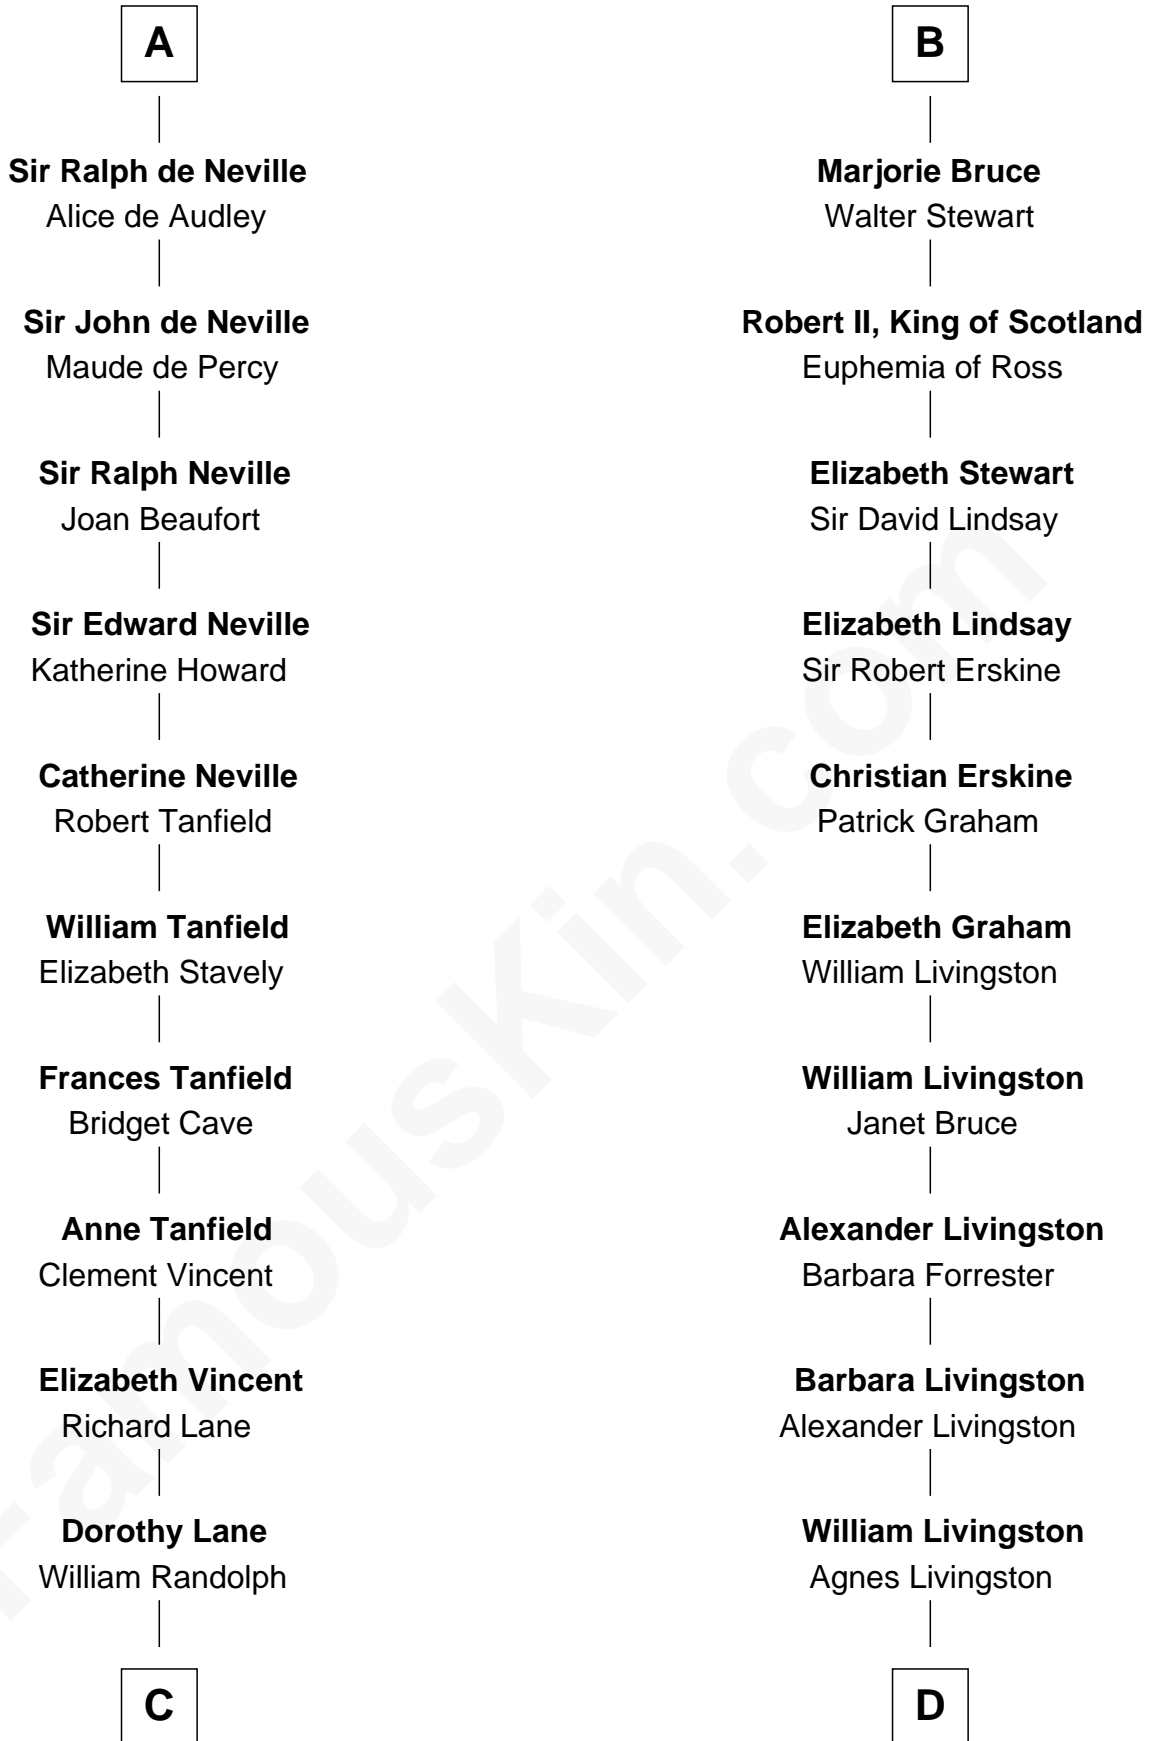 A
Sir Ralph de Neville
Alice de Audley
Sir John de Neville
Maude de Percy
Sir Ralph Neville
Joan Beaufort
Sir Edward Neville
Katherine Howard
Catherine Neville
Robert Tanfield
William Tanfield
Elizabeth Stavely
Frances Tanfield
Bridget Cave
Anne Tanfield
Clement Vincent
Elizabeth Vincent
Richard Lane
Dorothy Lane
William Randolph
C
B
Marjorie Bruce
Walter Stewart
Robert II, King of Scotland
Euphemia of Ross
Elizabeth Stewart
Sir David Lindsay
Elizabeth Lindsay
Sir Robert Erskine
Christian Erskine
Patrick Graham
Elizabeth Graham
William Livingston
William Livingston
Janet Bruce
Alexander Livingston
Barbara Forrester
Barbara Livingston
Alexander Livingston
William Livingston
Agnes Livingston
D
FamousKin.com